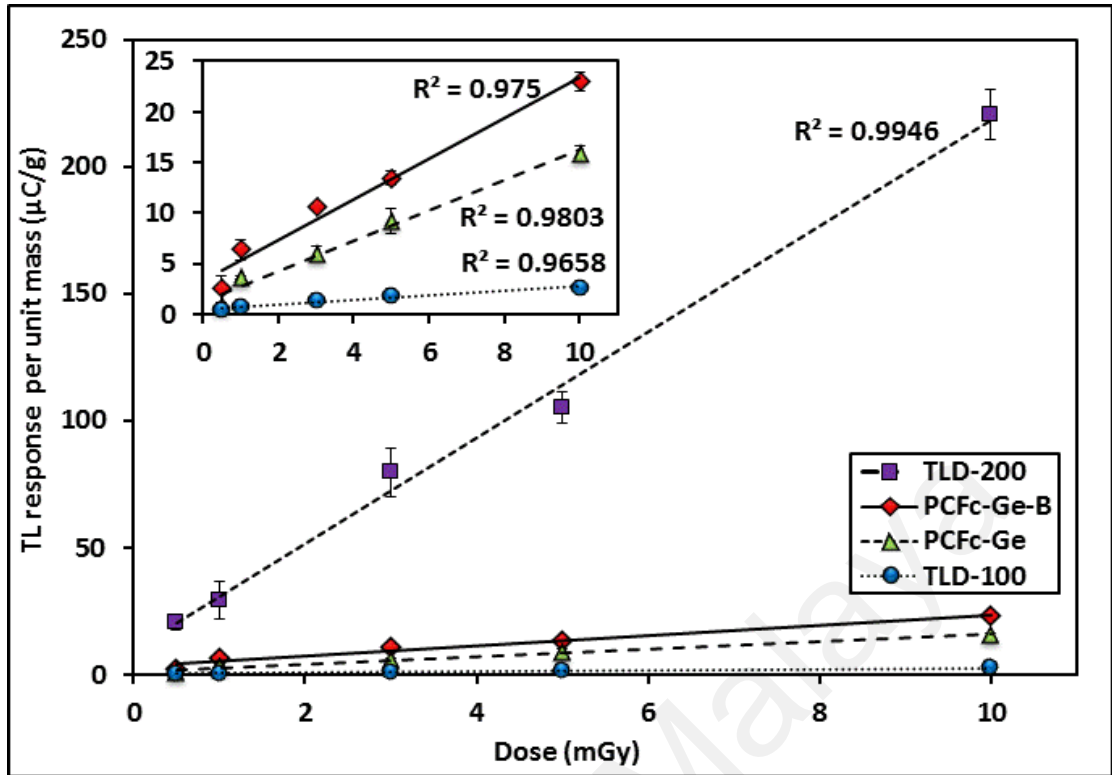 250
200
150
100
50
0
TL response per unit mass (µC/g)
25
20
15
10
5
0
R² = 0.975
R² = 0.9803
R² = 0.9658
0 2 4 6 8 10
R² = 0.9946
TLD-200
PCFc-Ge-B
PCFc-Ge
TLD-100
0 2 4 6 8 10
Dose (mGy)
Malaya